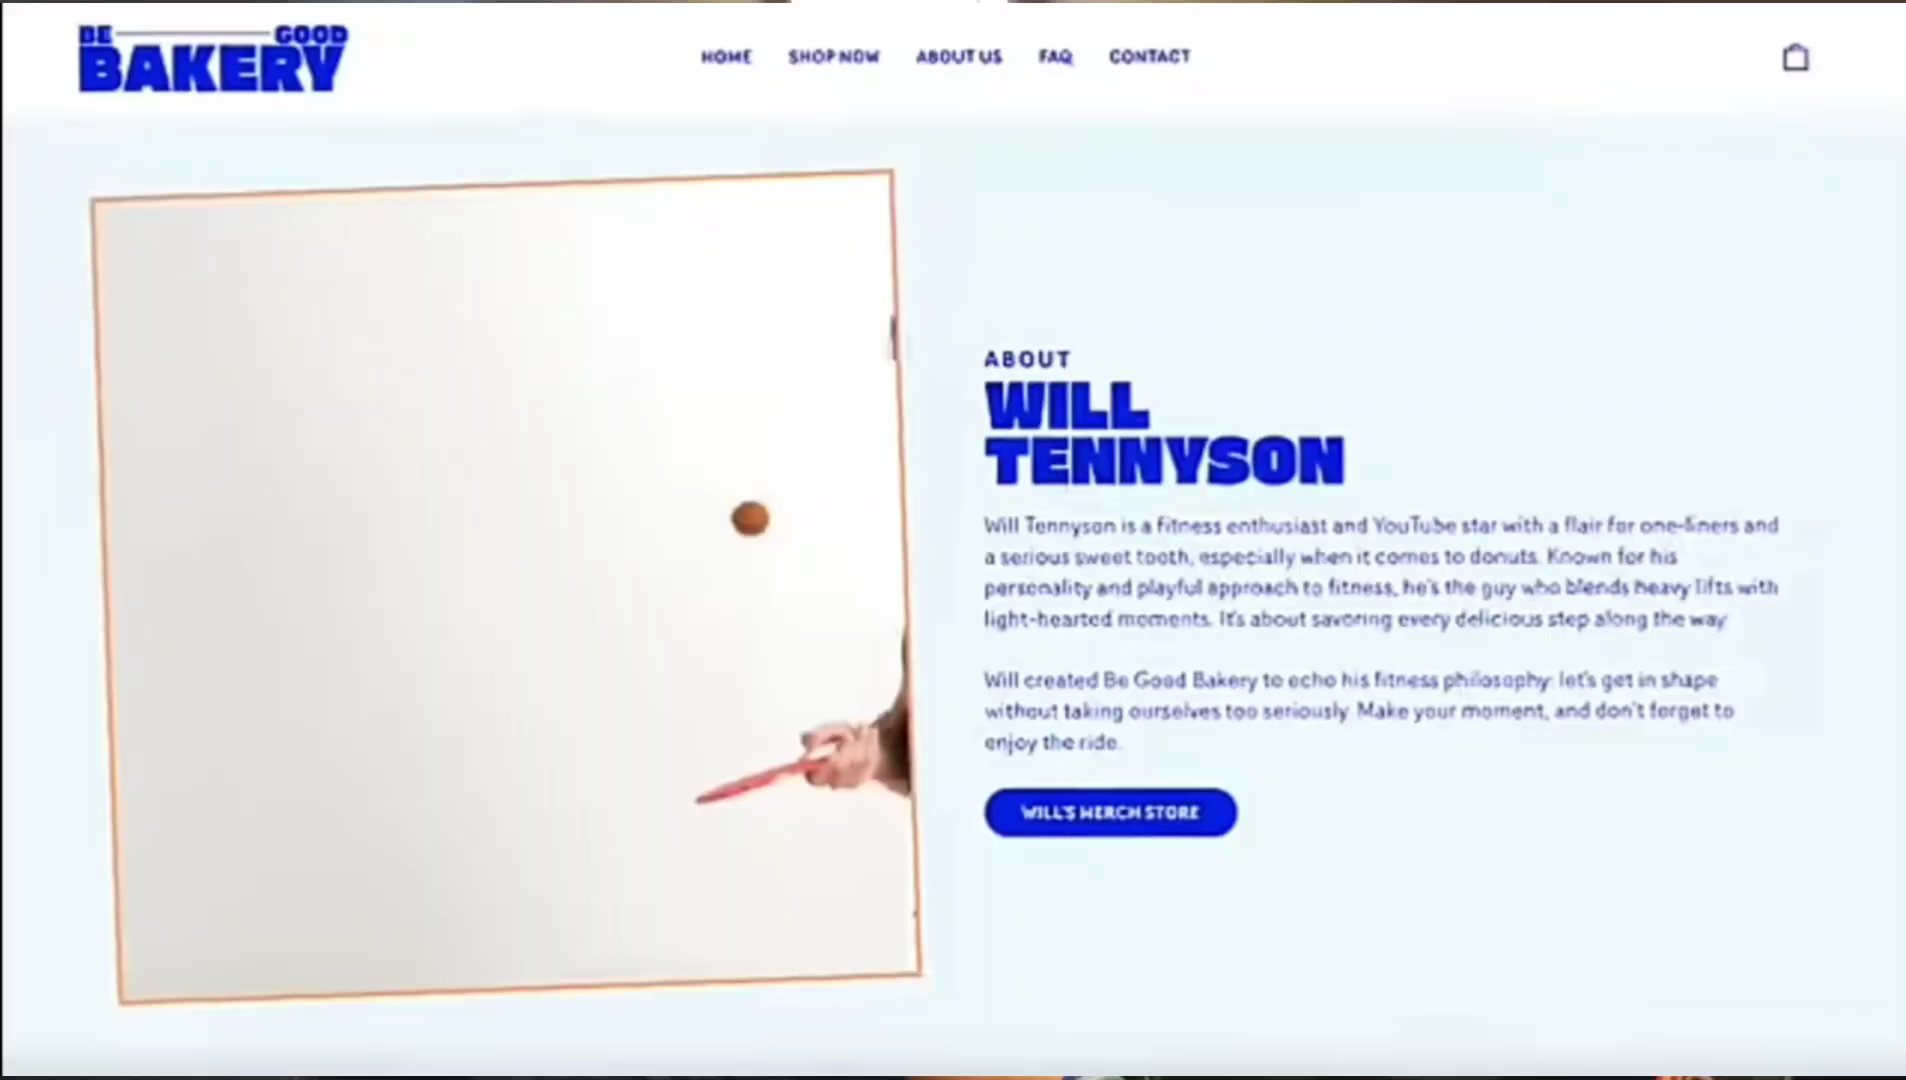 BE GOOD
BAKERY
HOME SHOP NOW ABOUT US FAQ CONTACT
ABOUT
WILL
TENNYSON
Will Tennyson is a fitness enthusiast and YouTube star with a flair for one-liners and
a serious sweet tooth, especially when it comes to donuts. Known for his
personality and playful approach to fitness, he's the guy who blends heavy lifts with
light-hearted moments. It's about savoring every delicious step along the way
Will created Be Good Bakery to echo his fitness philosophy: let's get in shape
without taking ourselves too seriously. Make your moment, and don't forget to
enjoy the ride.
WILL'S MERCH STORE